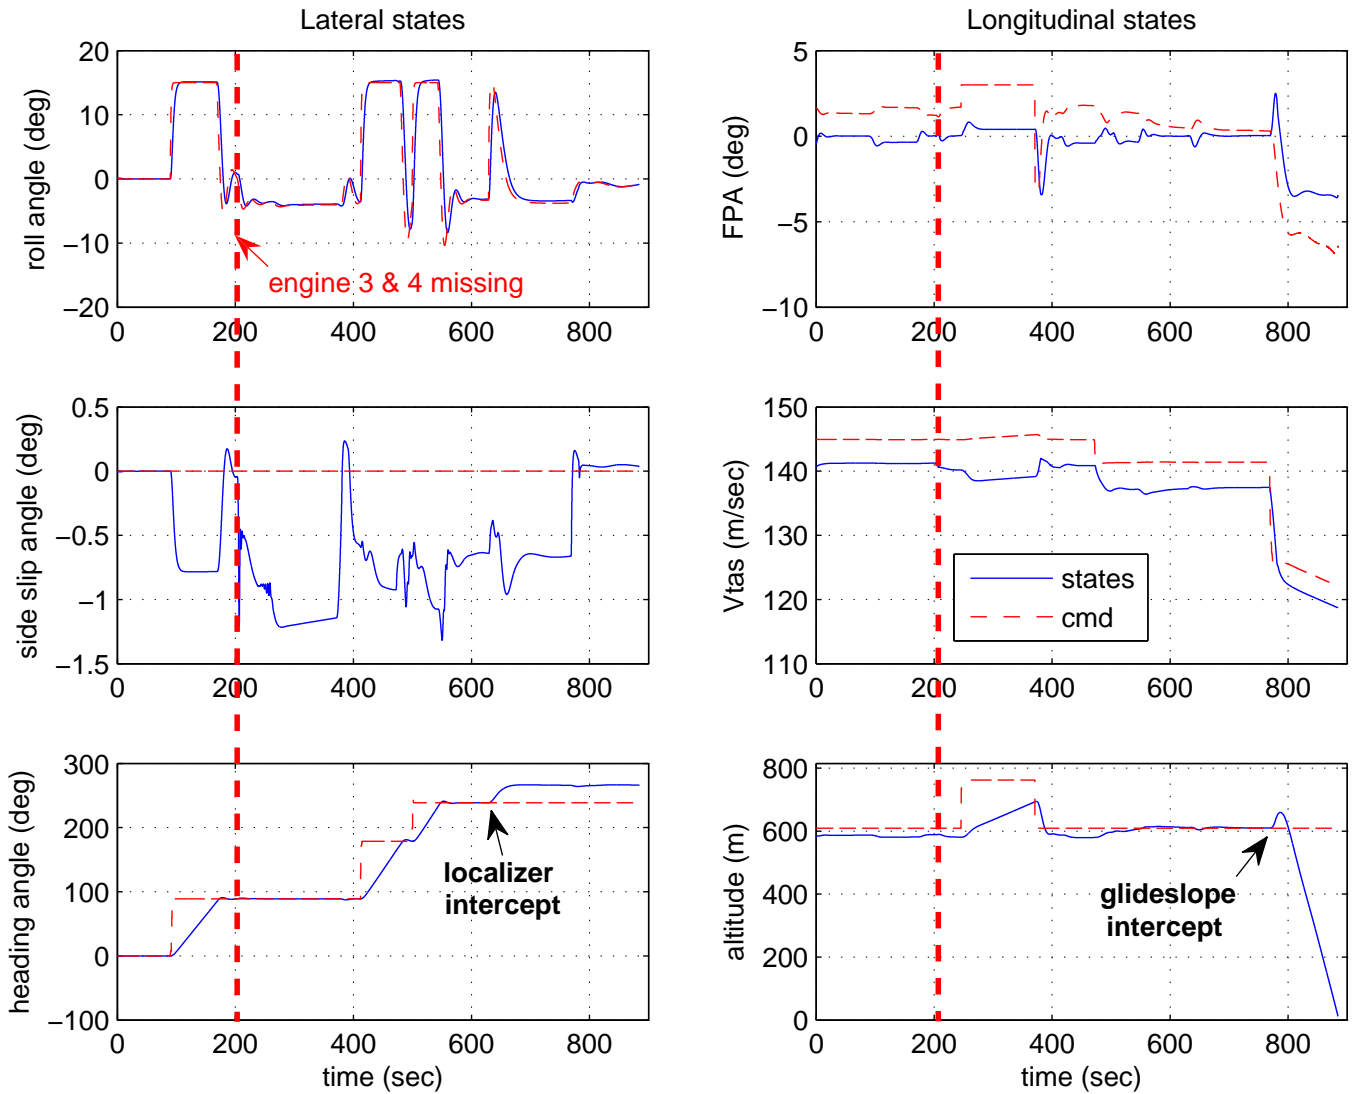 Lateral states
Longitudinal states
20
10
0
−10
−20
roll angle (deg)
engine 3 & 4 missing
0 200 400 600 800
5
0
−5
−10
FPA (deg)
0 200 400 600 800
0.5
0
−0.5
−1
−1.5
side slip angle (deg)
0 200 400 600 800
150
140
130
120
110
Vtas (m/sec)
states
cmd
0 200 400 600 800
300
200
100
0
−100
heading angle (deg)
localizer
intercept
0 200 400 600 800
time (sec)
800
600
400
200
0
altitude (m)
glideslope
intercept
0 200 400 600 800
time (sec)